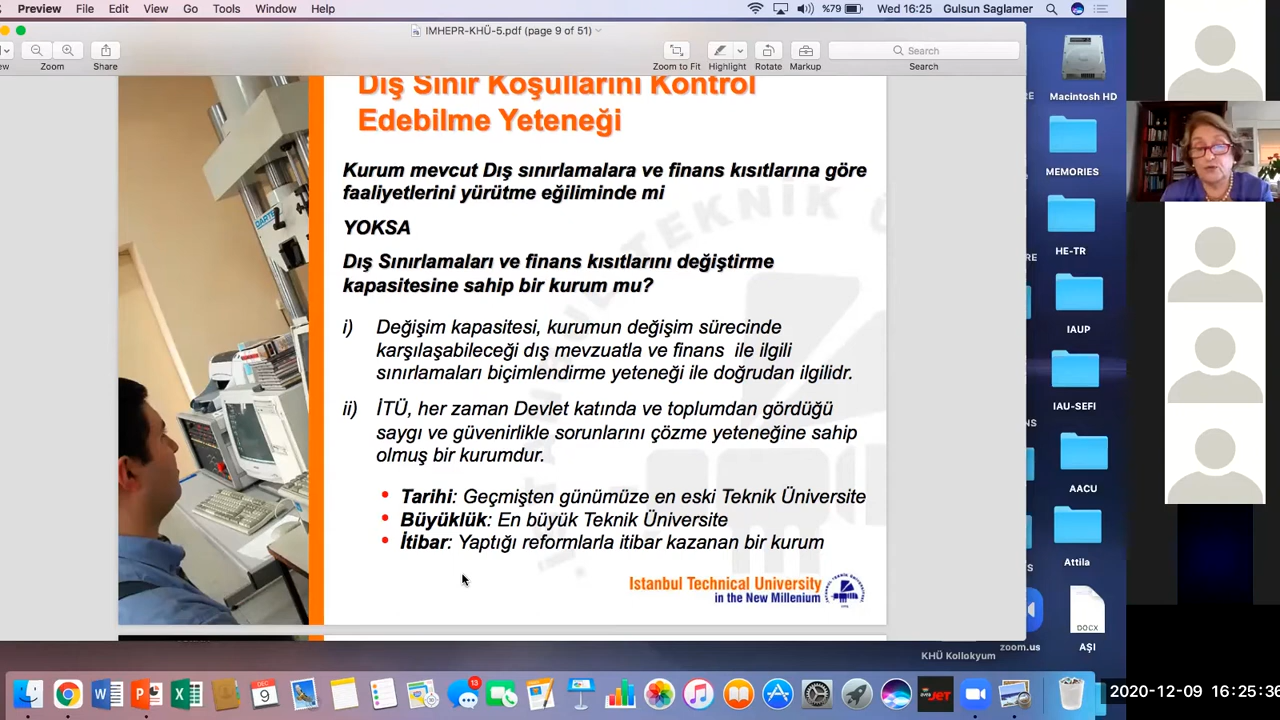 Preview File Edit View Go Tools Window Help
%79 Wed 16:25 Gulsun Saglamer
IMHEPR-KHÜ-5.pdf (page 9 of 51)
Search
Zoom Share Zoom to Fit Highlight Rotate Markup Search
Dış Sınır Koşullarını Kontrol
Edebilme Yeteneği
Kurum mevcut Dış sınırlamalara ve finans kısıtlarına göre
faaliyetlerini yürütme eğiliminde mi
YOKSA
Dış Sınırlamaları ve finans kısıtlarını değiştirme
kapasitesine sahip bir kurum mu?
i) Değişim kapasitesi, kurumun değişim sürecinde
karşılaşabileceği dış mevzuatla ve finans ile ilgili
sınırlamaları biçimlendirme yeteneği ile doğrudan ilgilidir.
ii) İTÜ, her zaman Devlet katında ve toplumdan gördüğü
saygı ve güvenirlikle sorunlarını çözme yeteneğine sahip
olmuş bir kurumdur.
• Tarihi: Geçmişten günümüze en eski Teknik Üniversite
• Büyüklük: En büyük Teknik Üniversite
• İtibar: Yaptığı reformlarla itibar kazanan bir kurum
Istanbul Technical University
in the New Millenium
Macintosh HD
MEMORIES
HE-TR
IAUP
IAU-SEFI
AACU
Attila
DOCX
AŞI
zoom.us
KHÜ Kollokyum
DEC
9
13
JET
2020-12-09 16:25:36